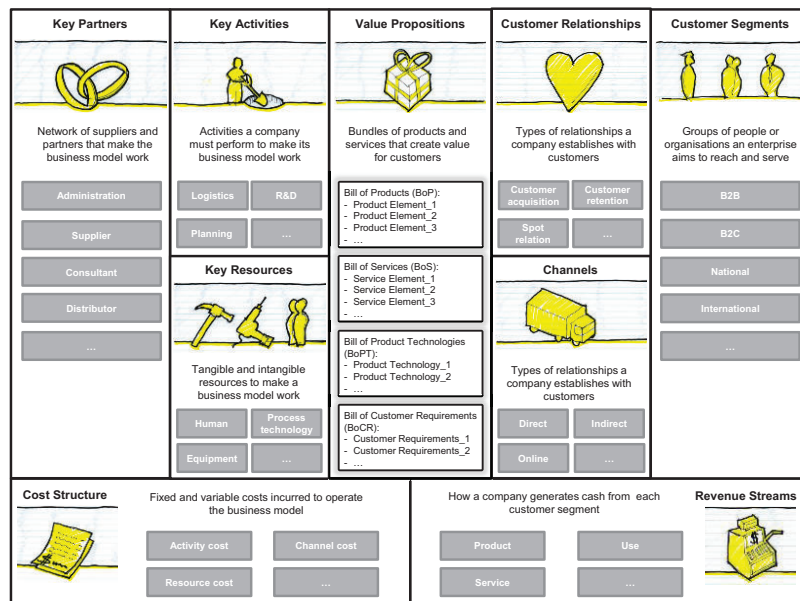 Key Partners
Network of suppliers and
partners that make the
business model work
Administration
Supplier
Consultant
Distributor
...
Key Activities
Activities a company
must perform to make its
business model work
Logistics
R&D
Planning
...
Key Resources
Tangible and intangible
resources to make a
business model work
Human
Process
technology
Equipment
...
Value Propositions
Bundles of products and
services that create value
for customers
Bill of Products (BoP):
- Product Element_1
- Product Element_2
- Product Element_3
- ...
Bill of Services (BoS):
- Service Element_1
- Service Element_2
- Service Element_3
- ...
Bill of Product Technologies
(BoPT):
- Product Technology_1
- Product Technology_2
- ...
Bill of Customer Requirements
(BoCR):
- Customer Requirements_1
- Customer Requirements_2
- ...
Customer Relationships
Types of relationships a
company establishes with
customers
Customer
acquisition
Customer
retention
Spot
relation
...
Channels
Types of relationships a
company establishes with
customers
Direct
Indirect
Online
...
Customer Segments
Groups of people or
organisations an enterprise
aims to reach and serve
B2B
B2C
National
International
...
Cost Structure
Fixed and variable costs incurred to operate
the business model
$
Activity cost
Channel cost
Resource cost
...
How a company generates cash from each
customer segment
Revenue Streams
$
Product
Use
Service
...